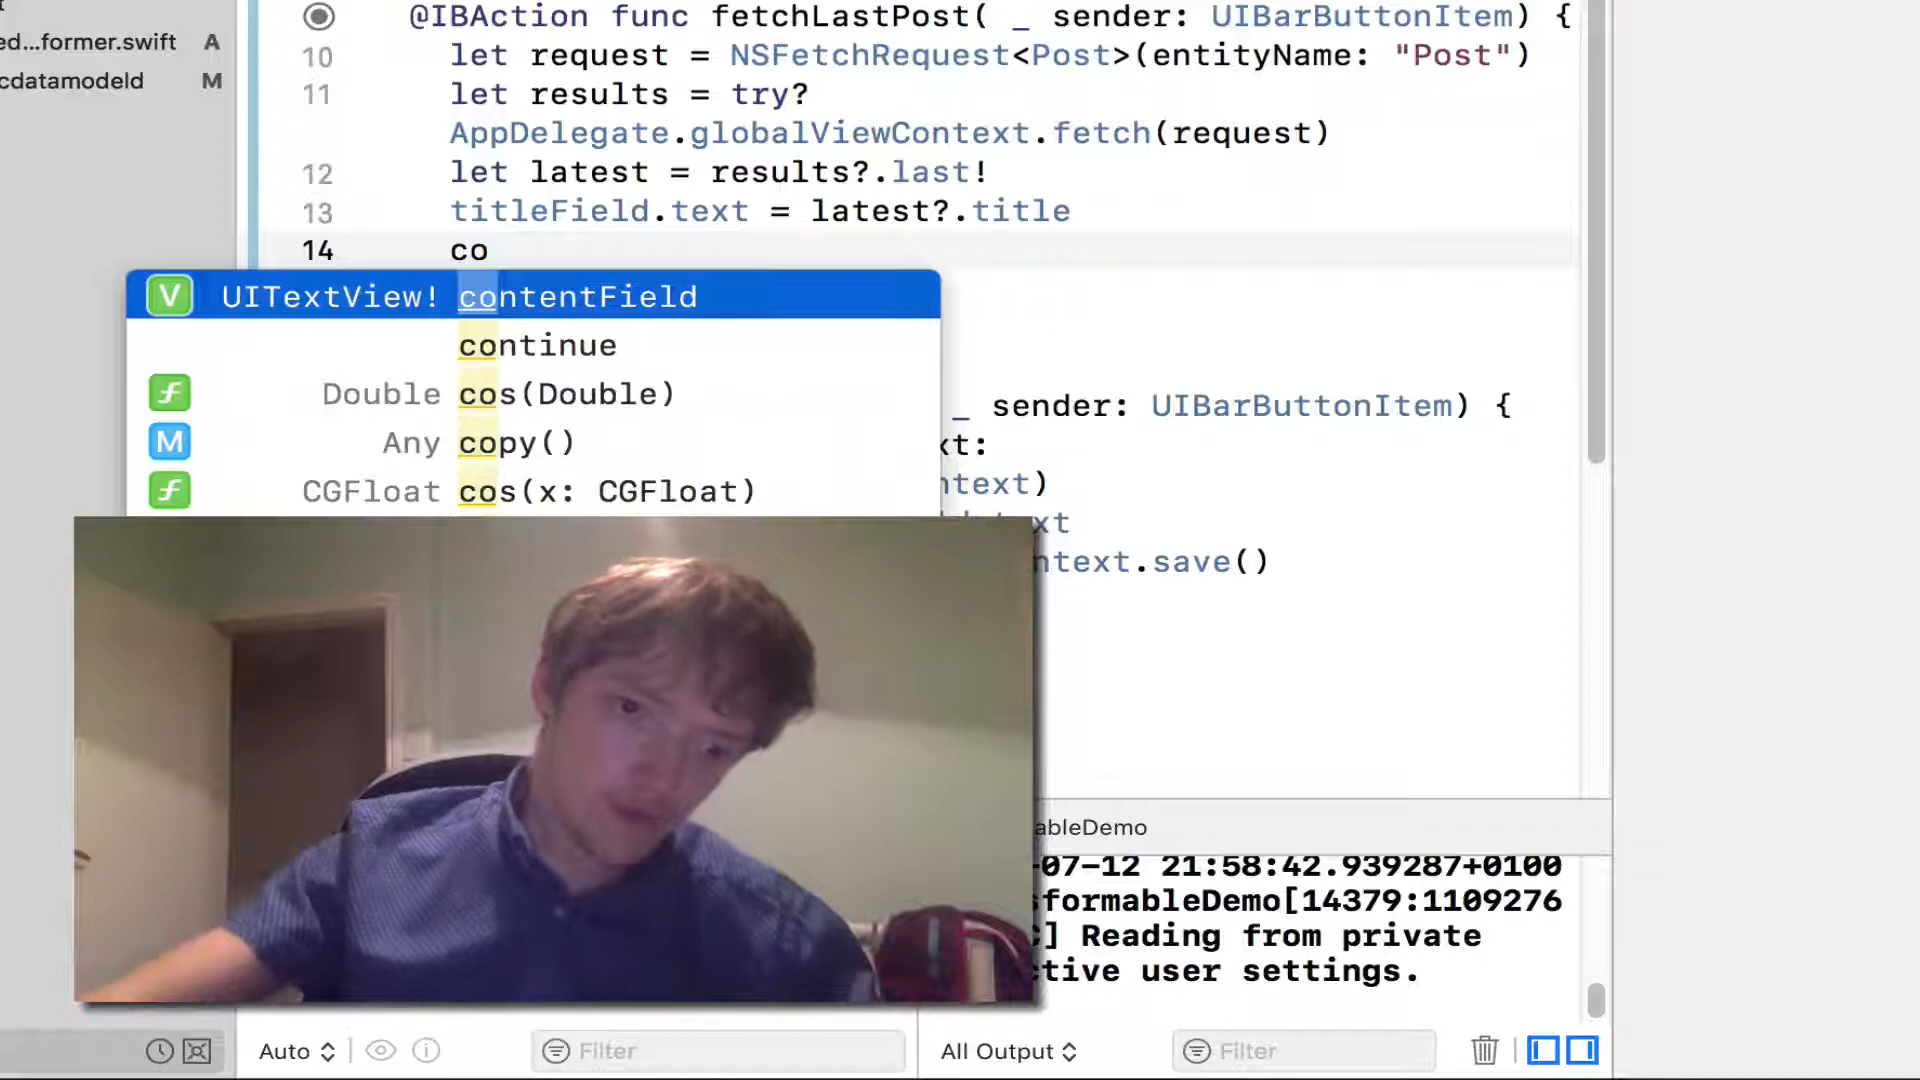 @IBAction func fetchLastPost( _ sender: UIBarButtonItem) {
ed...former.swift A
10 let request = NSFetchRequest<Post>(entityName: "Post")
cdatamodeld M
11 let results = try?
AppDelegate.globalViewContext.fetch(request)
12 let latest = results?.last!
13 titleField.text = latest?.title
14 co
V UITextView! contentField
continue
f Double cos(Double)
_ sender: UIBarButtonItem) {
M Any copy()
xt:
f CGFloat cos(x: CGFloat)
ntext)
xt
ntext.save()
ableDemo
-07-12 21:58:42.939287+0100
sformableDemo[14379:1109276
] Reading from private
ctive user settings.
Auto
Filter
All Output
Filter